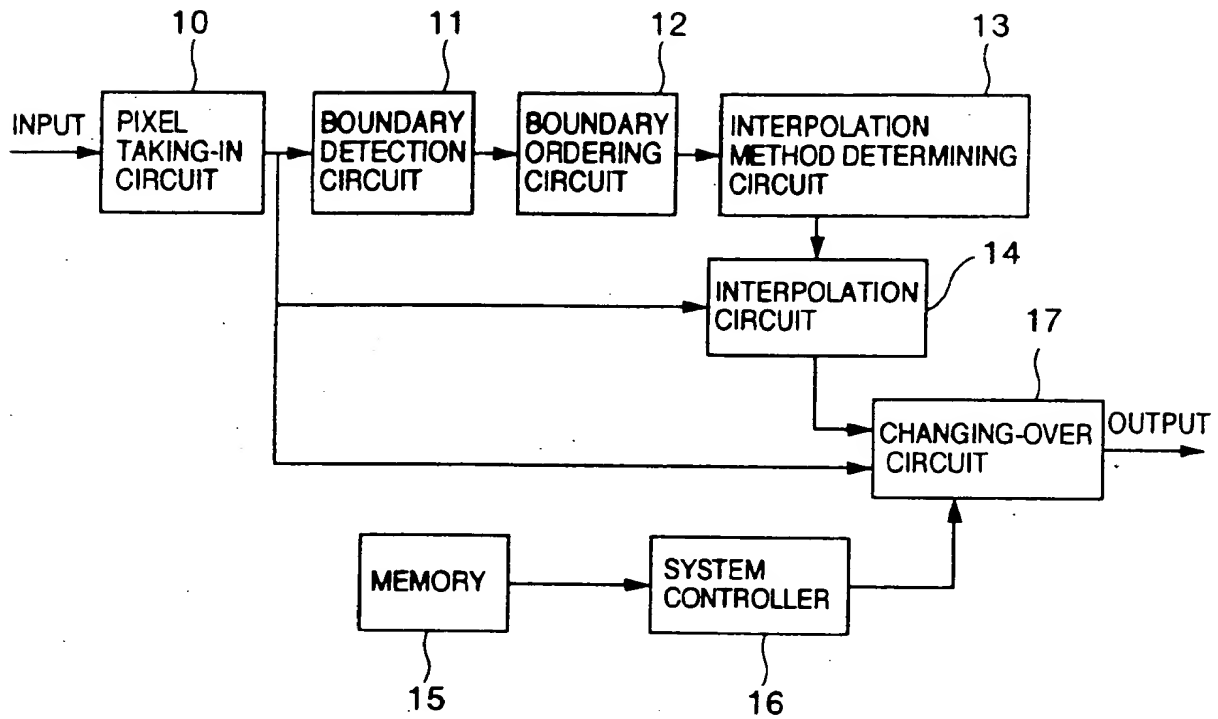 10
11
12
13
INPUT
PIXEL
TAKING-IN
CIRCUIT
BOUNDARY
DETECTION
CIRCUIT
BOUNDARY
ORDERING
CIRCUIT
INTERPOLATION
METHOD DETERMINING
CIRCUIT
14
INTERPOLATION
CIRCUIT
17
CHANGING-OVER
CIRCUIT
OUTPUT
MEMORY
SYSTEM
CONTROLLER
15
16